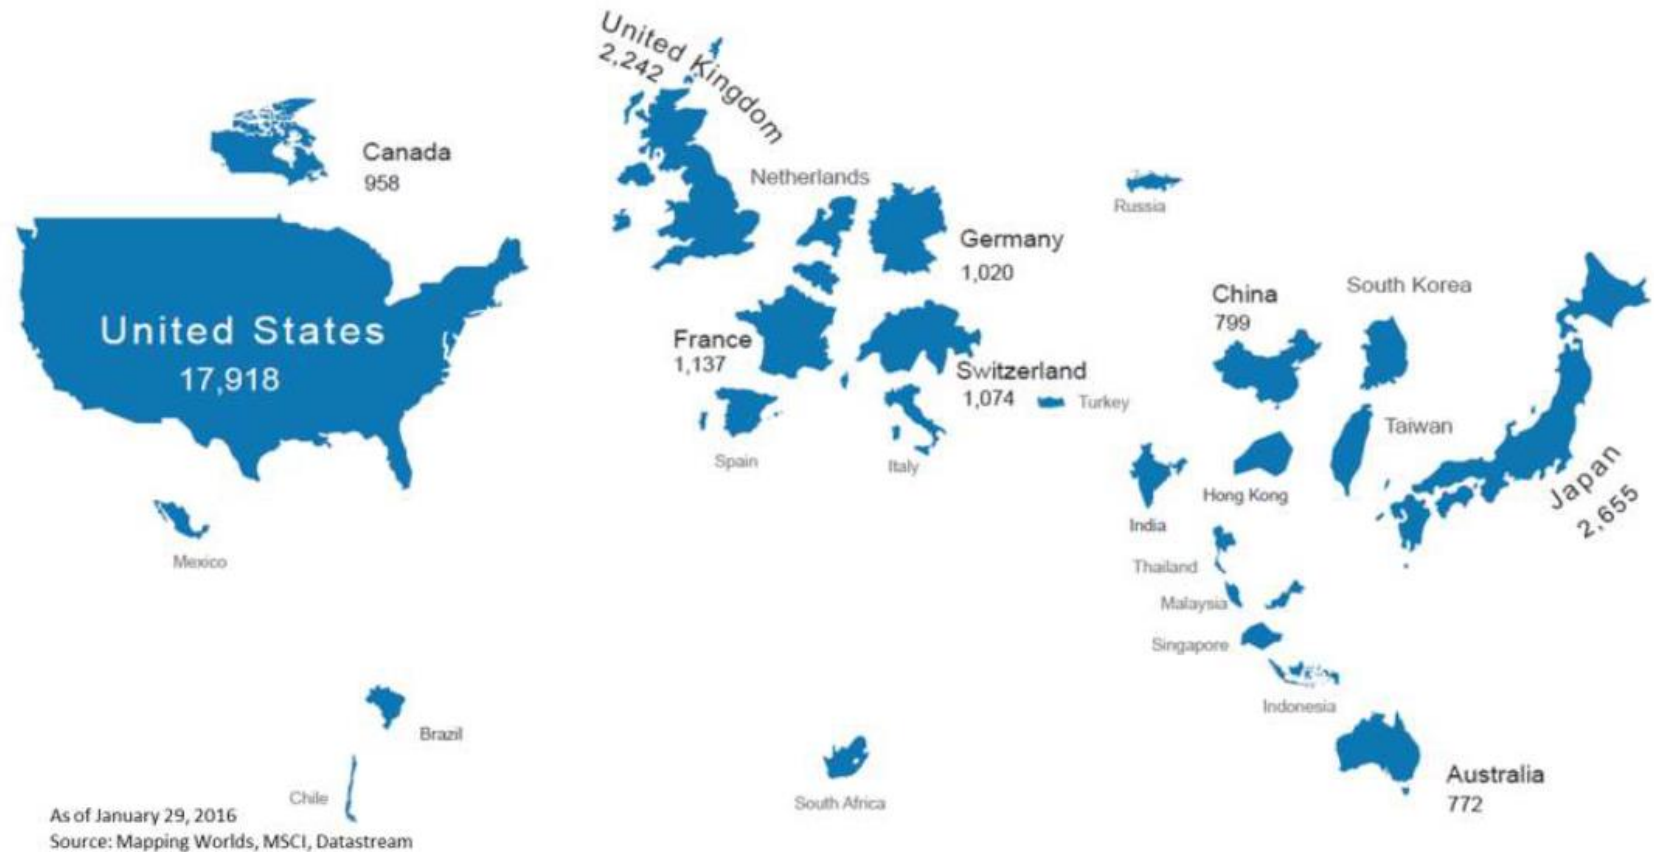 United Kingdom
2,242
Canada
958
Netherlands
Russia
Germany
1,020
South Korea
China
799
United States
17,918
France
1,137
Switzerland
1,074
Turkey
Taiwan
Spain
Italy
Japan
2,655
Hong Kong
India
Mexico
Thailand
Malaysia
Singapore
Indonesia
Brazil
Australia
772
Chile
South Africa
As of January 29, 2016
Source: Mapping Worlds, MSCI, Datastream